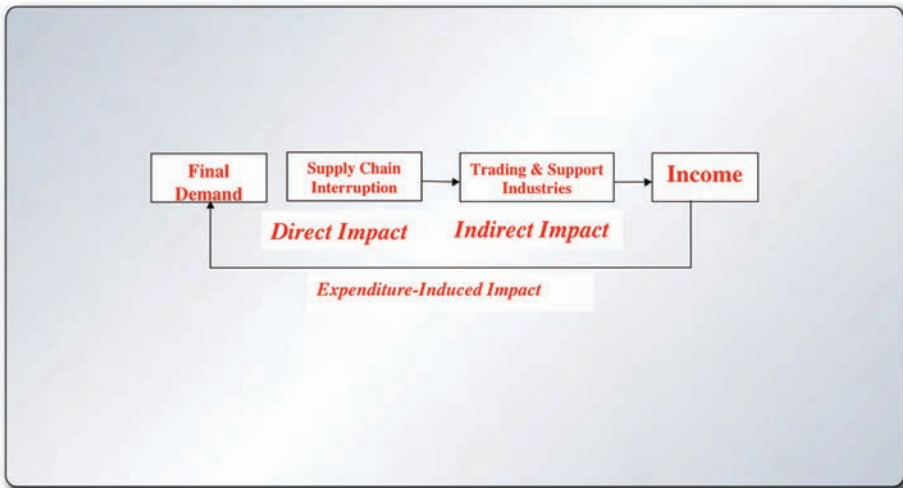 Final
Demand
Supply Chain
Interruption
Trading & Support
Industries
Income
Direct Impact
Indirect Impact
Expenditure-Induced Impact